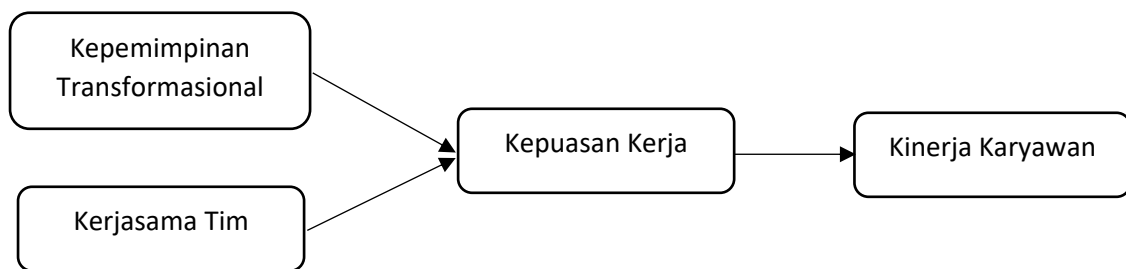 Kepemimpinan
Transformasional
Kepuasan Kerja
Kinerja Karyawan
Kerjasama Tim